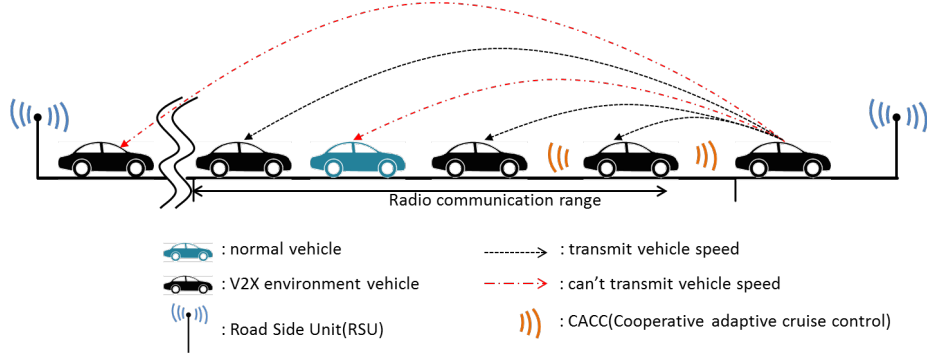 Radio communication range
: normal vehicle
: transmit vehicle speed
: V2X environment vehicle
: can't transmit vehicle speed
: Road Side Unit(RSU)
: CACC(Cooperative adaptive cruise control)